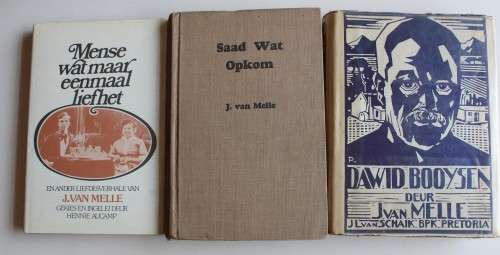 Mense
wat maar
eenmaal
liefhet
EN ANDER LIEFDESVERHALE VAN
J. VAN MELLE
GEKIES EN INGELEI DEUR
HENNIE AUCAMP
Saad Wat
Opkom
J. van Melle
DAWID BOOYSEN
DEUR
J VAN MELLE
J.L. VAN SCHAIK BPK. PRETORIA